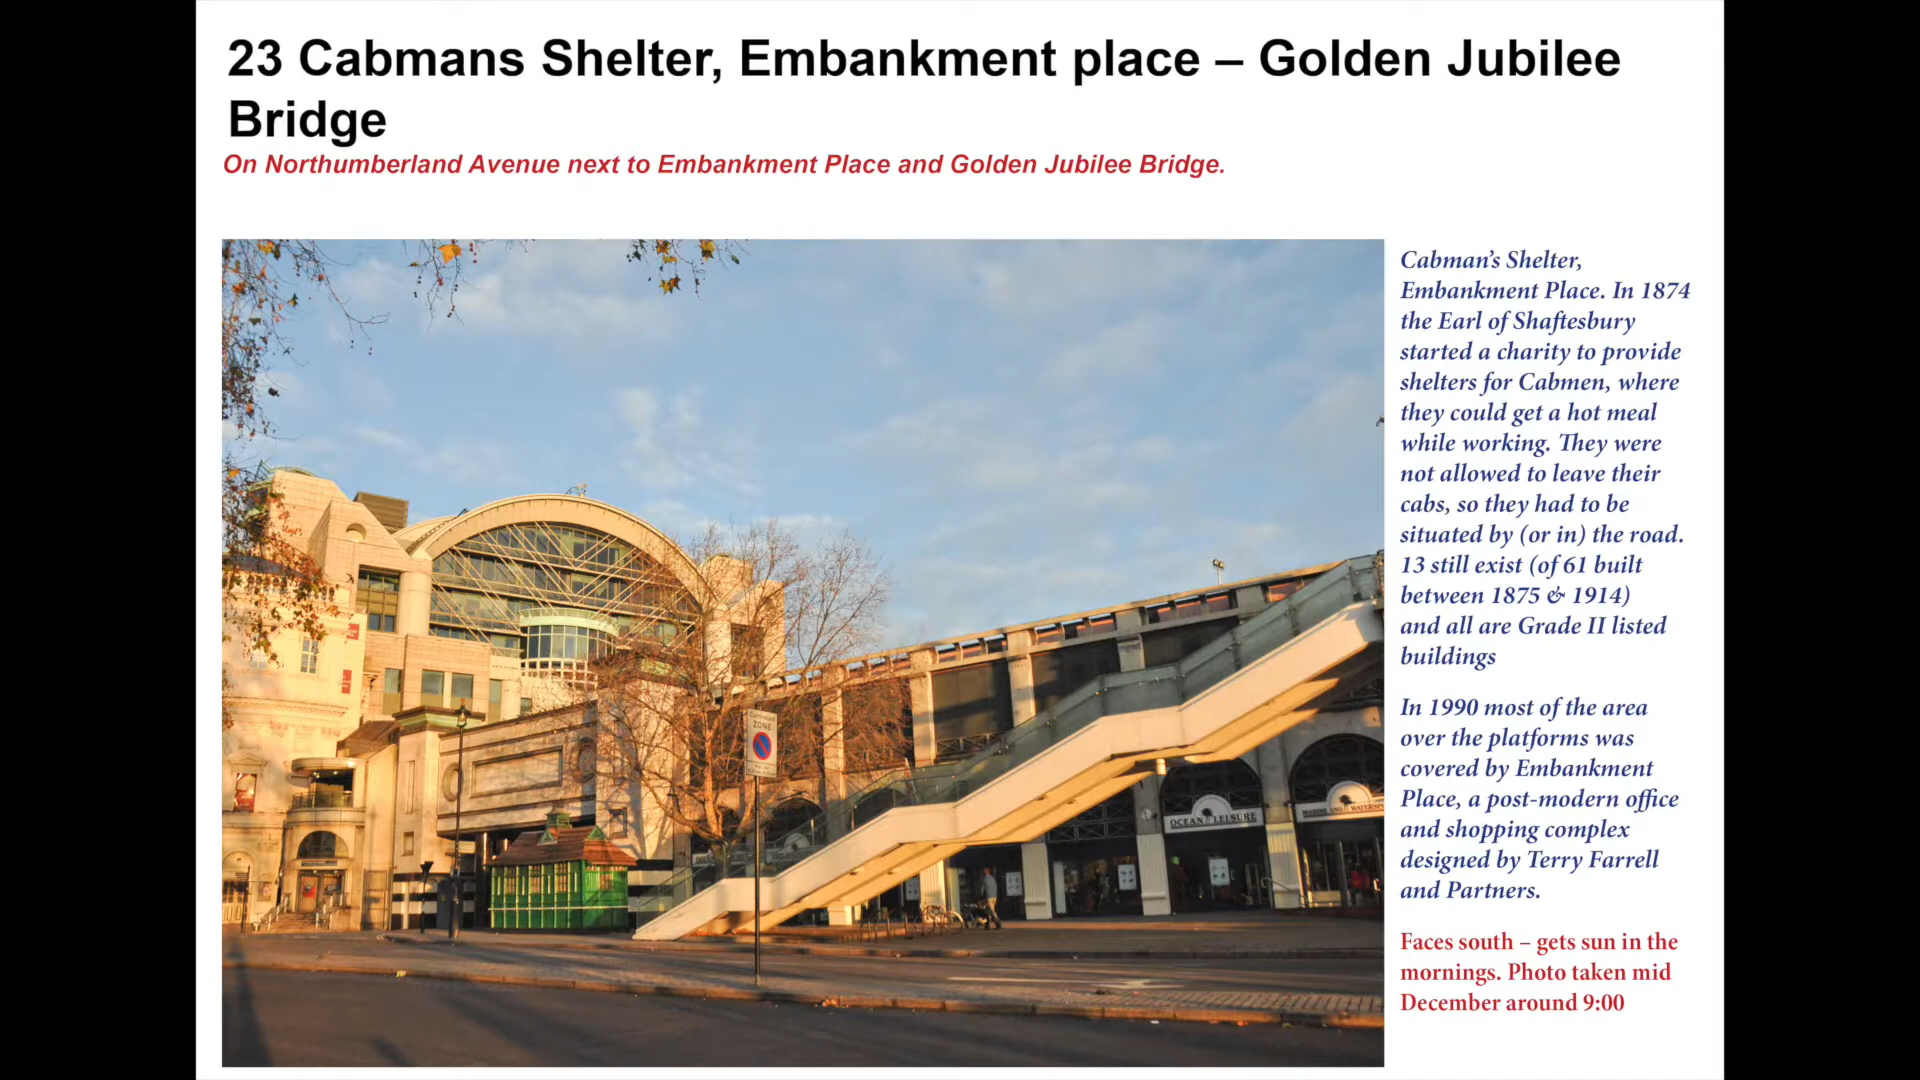 23 Cabmans Shelter, Embankment place – Golden Jubilee
Bridge
On Northumberland Avenue next to Embankment Place and Golden Jubilee Bridge.
Cabman's Shelter,
Embankment Place. In 1874
the Earl of Shaftesbury
started a charity to provide
shelters for Cabmen, where
they could get a hot meal
while working. They were
not allowed to leave their
cabs, so they had to be
situated by (or in) the road.
13 still exist (of 61 built
between 1875 & 1914)
and all are Grade II listed
buildings
In 1990 most of the area
over the platforms was
covered by Embankment
Place, a post-modern office
and shopping complex
designed by Terry Farrell
and Partners.
Faces south – gets sun in the
mornings. Photo taken mid
December around 9:00
ZONE
OCEAN LEISURE
MARINE AND